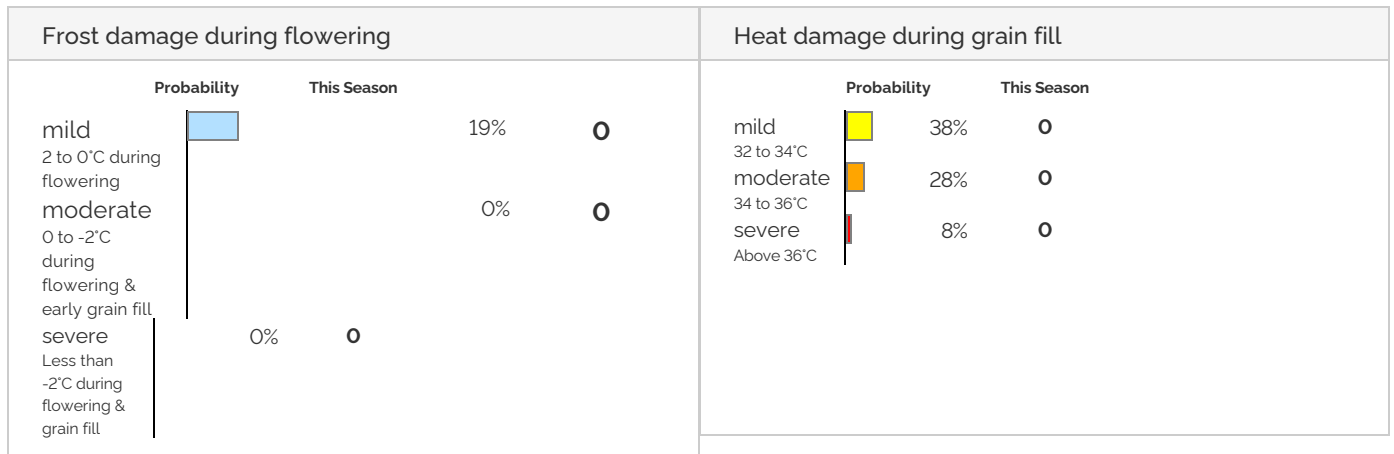 Frost damage during flowering
Probability This Season
mild 19% 0
2 to 0°C during
flowering
moderate 0% 0
0 to -2°C
during
flowering &
early grain fill
severe 0% 0
Less than
-2°C during
flowering &
grain fill
Heat damage during grain fill
Probability This Season
mild 38% 0
32 to 34°C
moderate 28% 0
34 to 36°C
severe 8% 0
Above 36°C